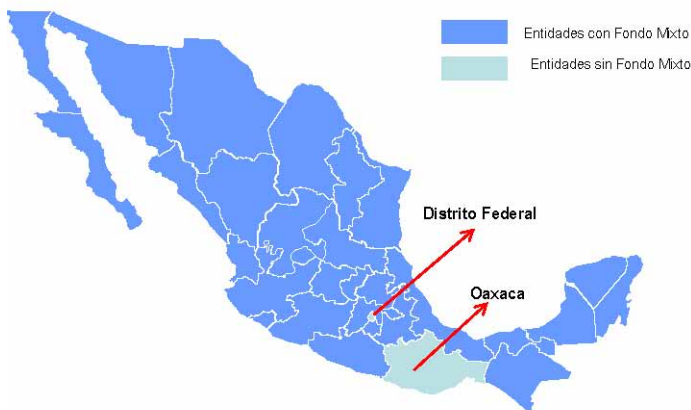 Entidades con Fondo Mixto
Entidades sin Fondo Mixto
Distrito Federal
Oaxaca